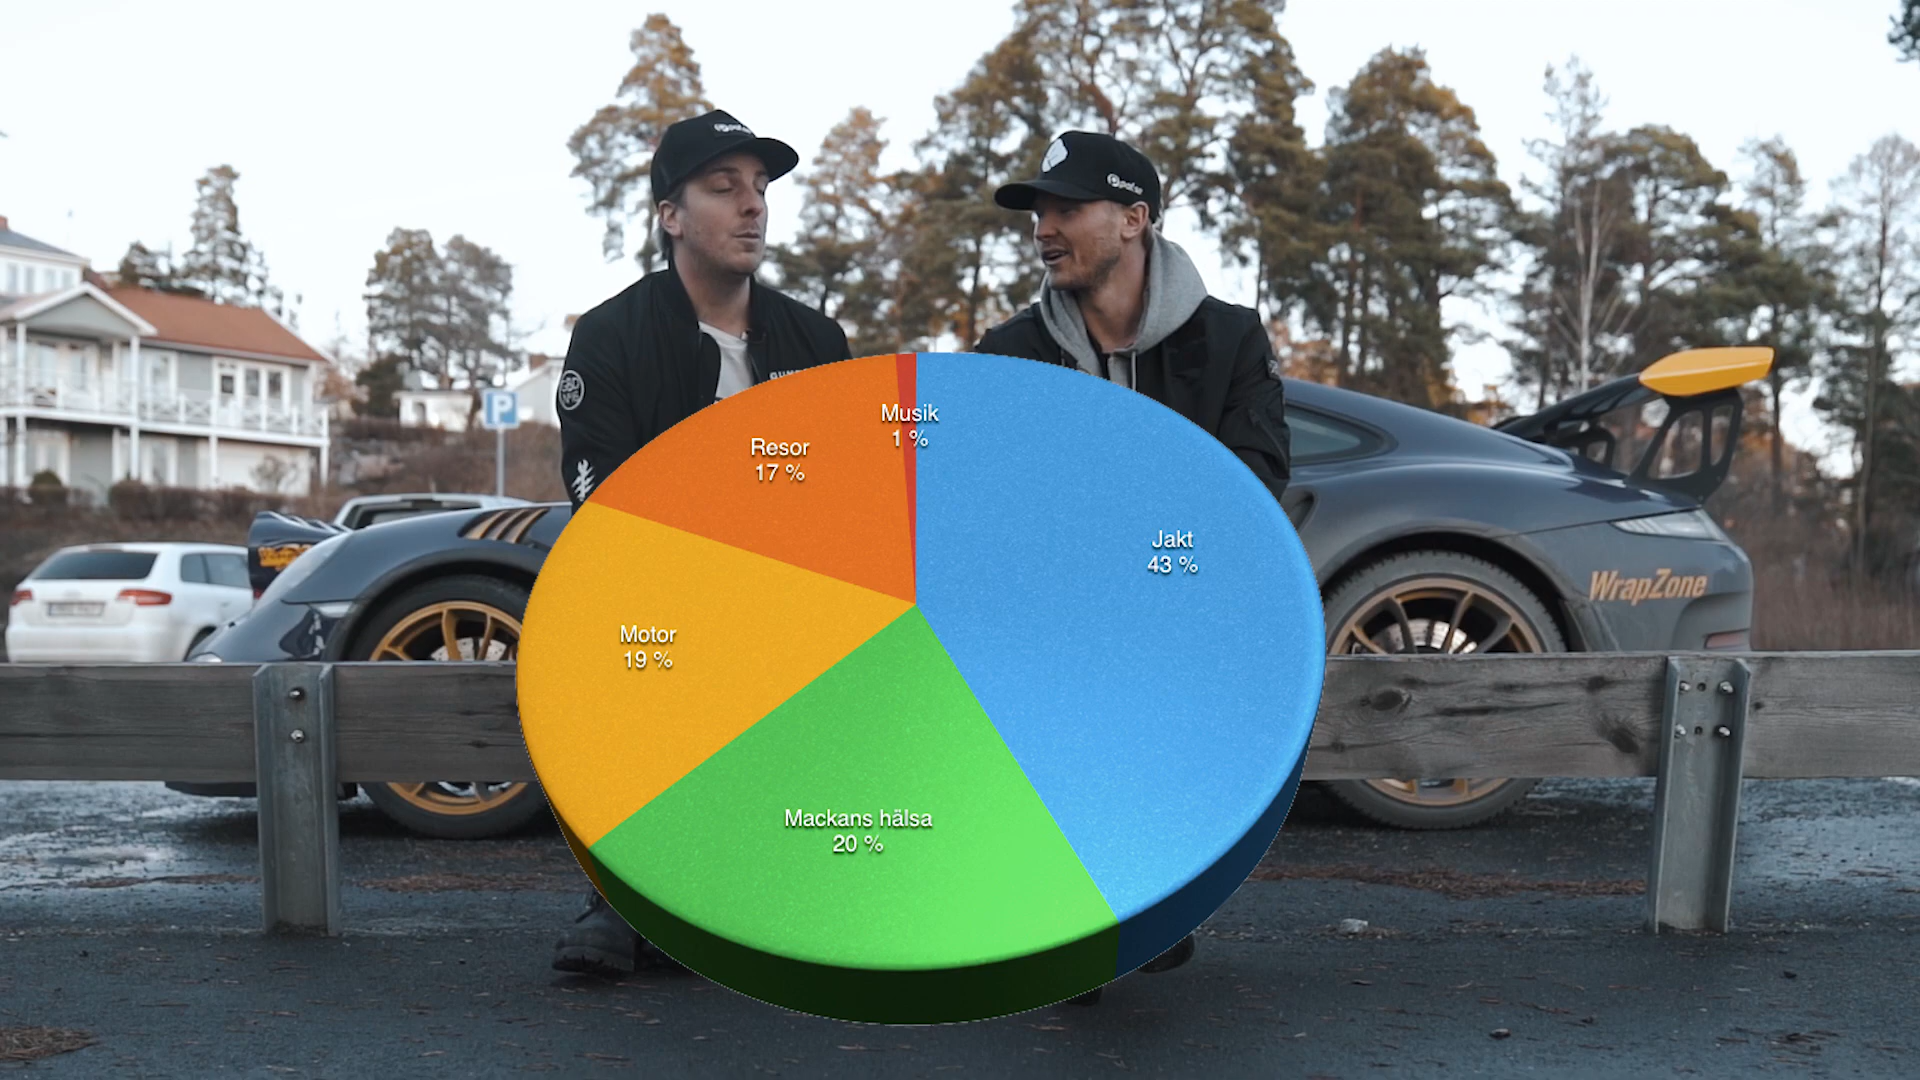 Musik
1 %
Resor
17 %
Jakt
43 %
Motor
19 %
Mackans hälsa
20 %
WrapZone
P